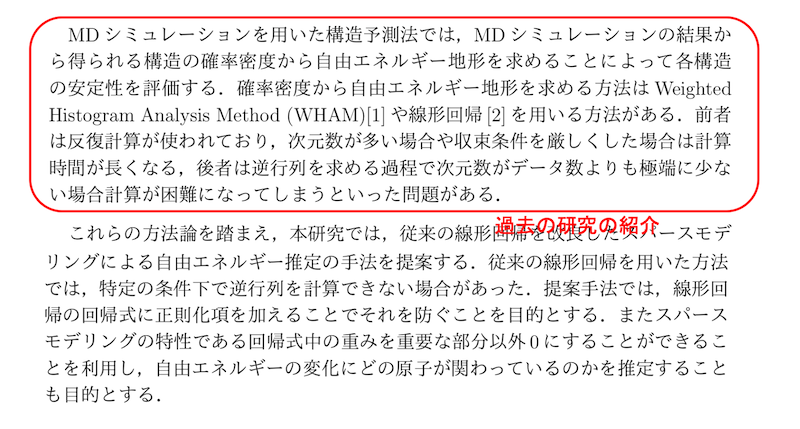 MD シミュレーションを用いた構造予測法では，MD シミュレーションの結果か
ら得られる構造の確率密度から自由エネルギー地形を求めることによって各構造
の安定性を評価する．確率密度から自由エネルギー地形を求める方法は Weighted
Histogram Analysis Method (WHAM)[1] や線形回帰 [2] を用いる方法がある．前者
は反復計算が使われており，次元数が多い場合や収束条件を厳しくした場合は計算
時間が長くなる，後者は逆行列を求める過程で次元数がデータ数よりも極端に少な
い場合計算が困難になってしまうといった問題がある．
過去の研究の紹介
これらの方法論を踏まえ，本研究では，従来の線形回帰を改良したスパースモデ
リングによる自由エネルギー推定の手法を提案する．従来の線形回帰を用いた方法
では，特定の条件下で逆行列を計算できない場合があった．提案手法では，線形回
帰の回帰式に正則化項を加えることでそれを防ぐことを目的とする．またスパース
モデリングの特性である回帰式中の重みを重要な部分以外 0 にすることができるこ
とを利用し，自由エネルギーの変化にどの原子が関わっているのかを推定すること
も目的とする．